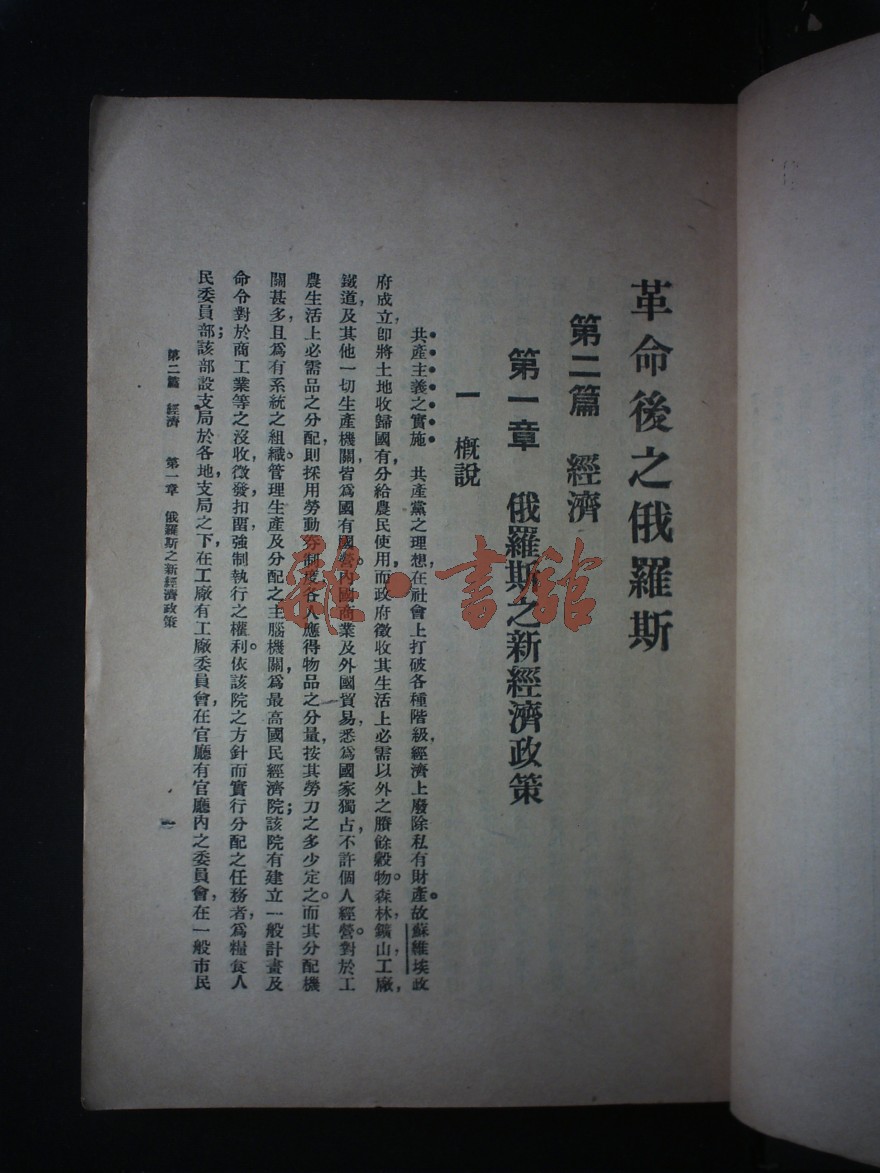 革命後之俄羅斯
第二篇 經濟
第一章 俄羅斯之新經濟政策
一 概說
共產主義之實施 共產黨之理想,在社會上打破各種階級,經濟上廢除私有財產。故蘇維埃政
府成立,即將土地收歸國有,分給農民使用,而政府徵收其生活上必需以外之賸餘穀物。森林,鑛山,工廠,
鐵道,及其他一切生產機關,皆爲國有國營。內國商業及外國貿易,悉爲國家獨占,不許個人經營。對於工
農生活上必需品之分配,則採用勞動券制度,各人應得物品之分量,按其勞力之多少定之。而其分配機
關甚多,且爲有系統之組織。管理生產及分配之主腦機關,爲最高國民經濟院;該院有建立一般計畫及
命令對於商工業等之沒收,徵發,扣留,強制執行之權利。依該院之方針而實行分配之任務者,爲糧食人
民委員部;該部設支局於各地,支局之下,在工廠有工廠委員會,在官廳有官廳內之委員會,在一般市民
第二篇 經濟 第一章 俄羅斯之新經濟政策
一
雜·書館